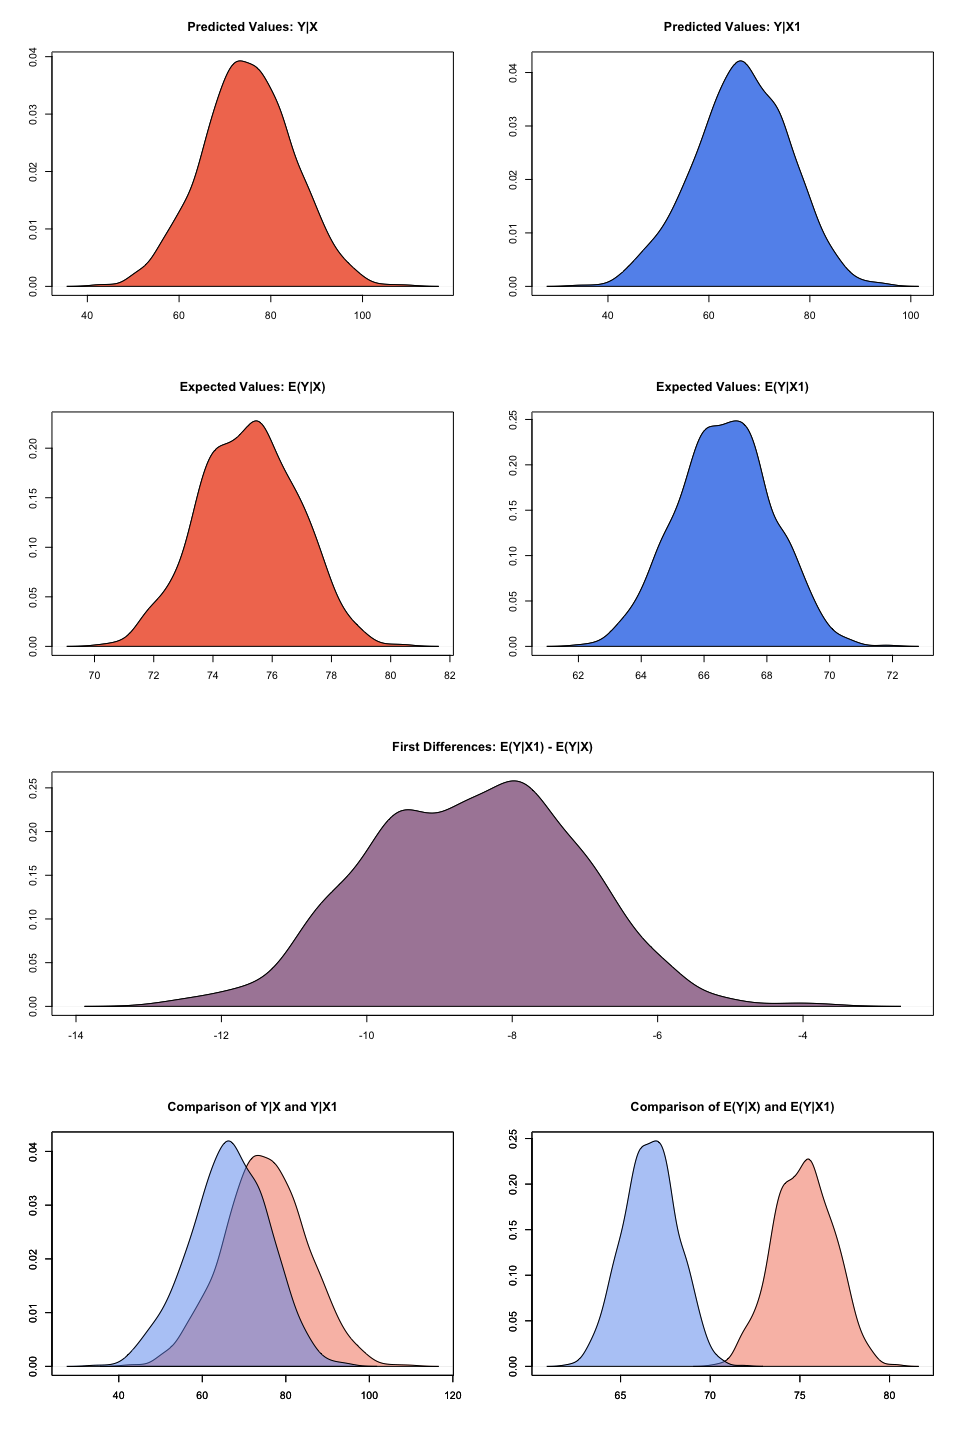 Predicted Values: Y|X
0.00 0.01 0.02 0.03 0.04
40 60 80 100
Predicted Values: Y|X1
0.00 0.01 0.02 0.03 0.04
40 60 80 100
Expected Values: E(Y|X)
0.00 0.05 0.10 0.15 0.20
70 72 74 76 78 80 82
Expected Values: E(Y|X1)
0.00 0.05 0.10 0.15 0.20 0.25
62 64 66 68 70 72
First Differences: E(Y|X1) - E(Y|X)
0.00 0.05 0.10 0.15 0.20 0.25
-14 -12 -10 -8 -6 -4
Comparison of Y|X and Y|X1
0.00 0.01 0.02 0.03 0.04
40 60 80 100 120
Comparison of E(Y|X) and E(Y|X1)
0.00 0.05 0.10 0.15 0.20 0.25
65 70 75 80